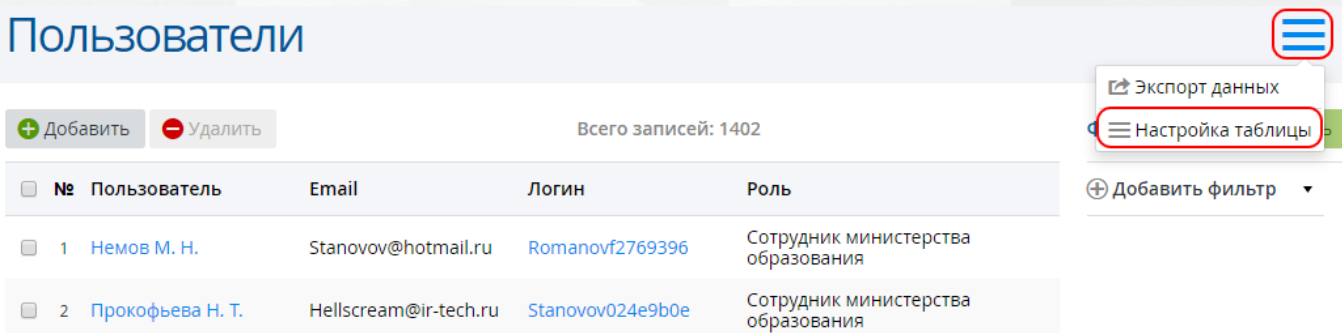 Пользователи
Экспорт данных
Настройка таблицы
Добавить Удалить Всего записей: 1402
№ Пользователь Email Логин Роль
Добавить фильтр
1 Немов М. Н. Stanovov@hotmail.ru Romanovf2769396 Сотрудник министерства
образования
2 Прокофьева Н. Т. Hellscream@ir-tech.ru Stanovov024e9b0e Сотрудник министерства
образования